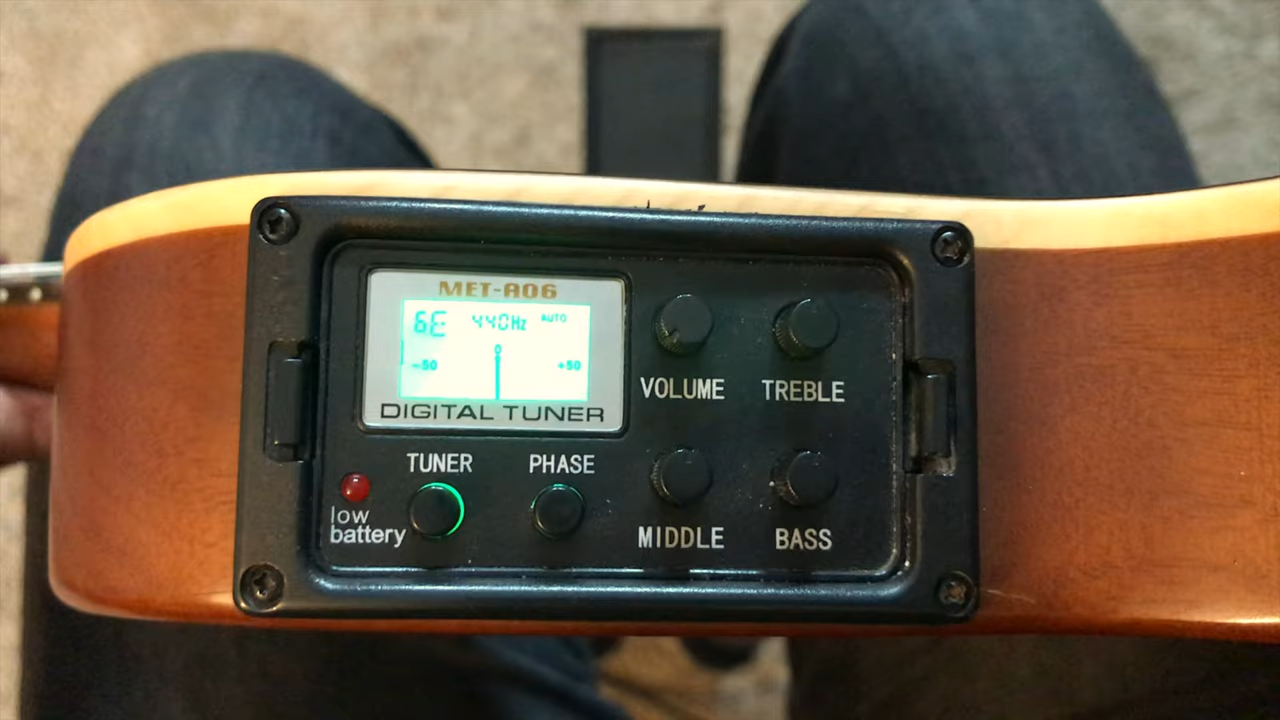 MET-A06
6E 440Hz AUTO
0
-50 +50
DIGITAL TUNER
VOLUME TREBLE
TUNER PHASE
low
battery
MIDDLE BASS